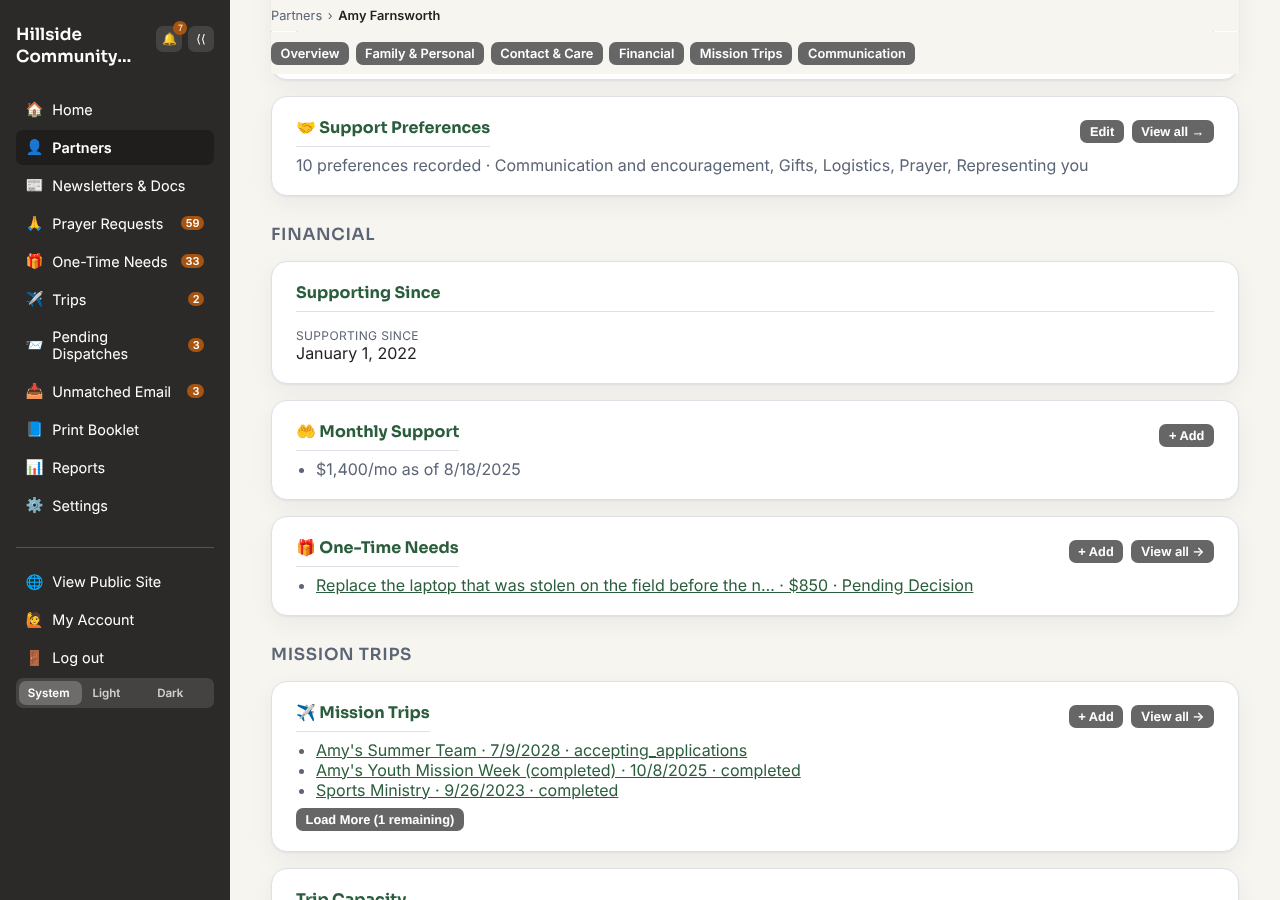 Hillside
Community...
7
⟨⟨
Home
Partners
Newsletters & Docs
Prayer Requests 59
One-Time Needs 33
Trips 2
Pending
Dispatches 3
Unmatched Email 3
Print Booklet
Reports
Settings
View Public Site
My Account
Log out
System Light Dark
Partners › Amy Farnsworth
Overview Family & Personal Contact & Care Financial Mission Trips Communication
Support Preferences Edit View all →
10 preferences recorded · Communication and encouragement, Gifts, Logistics, Prayer, Representing you
FINANCIAL
Supporting Since
SUPPORTING SINCE
January 1, 2022
Monthly Support + Add
• $1,400/mo as of 8/18/2025
One-Time Needs + Add View all →
• Replace the laptop that was stolen on the field before the n... · $850 · Pending Decision
MISSION TRIPS
Mission Trips + Add View all →
• Amy's Summer Team · 7/9/2028 · accepting_applications
• Amy's Youth Mission Week (completed) · 10/8/2025 · completed
• Sports Ministry · 9/26/2023 · completed
Load More (1 remaining)
Trip Capacity